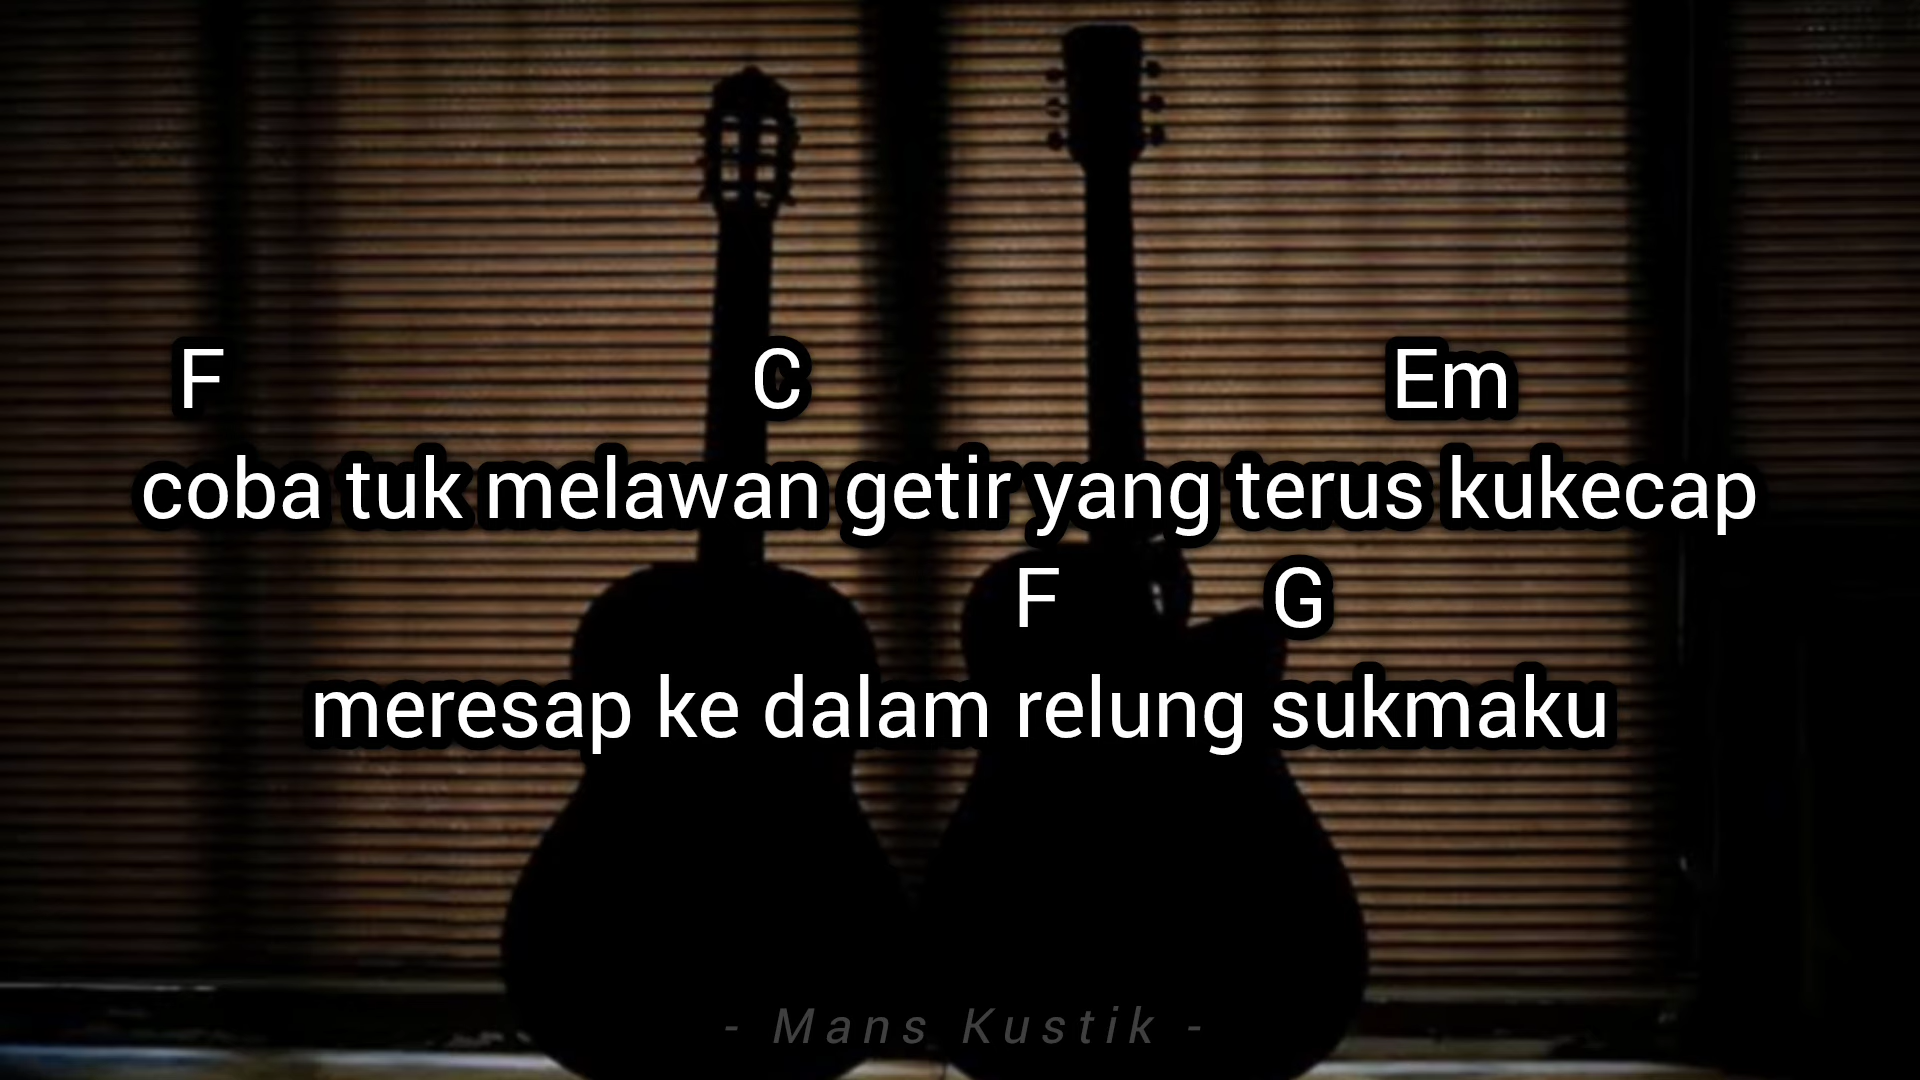 F C Em
coba tuk melawan getir yang terus kukecap
F G
meresap ke dalam relung sukmaku
- Mans Kustik -